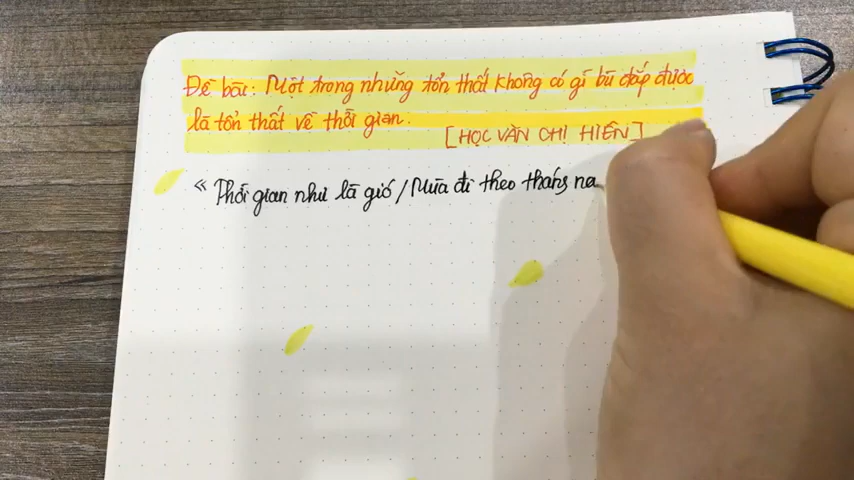 Đề bài: Một trong những tổn thất không có gì bù đắp được
là tổn thất về thời gian.
[HỌC VĂN CHỊ HIÊN]
« Thời gian như là gió / Mùa đi theo tháng nă